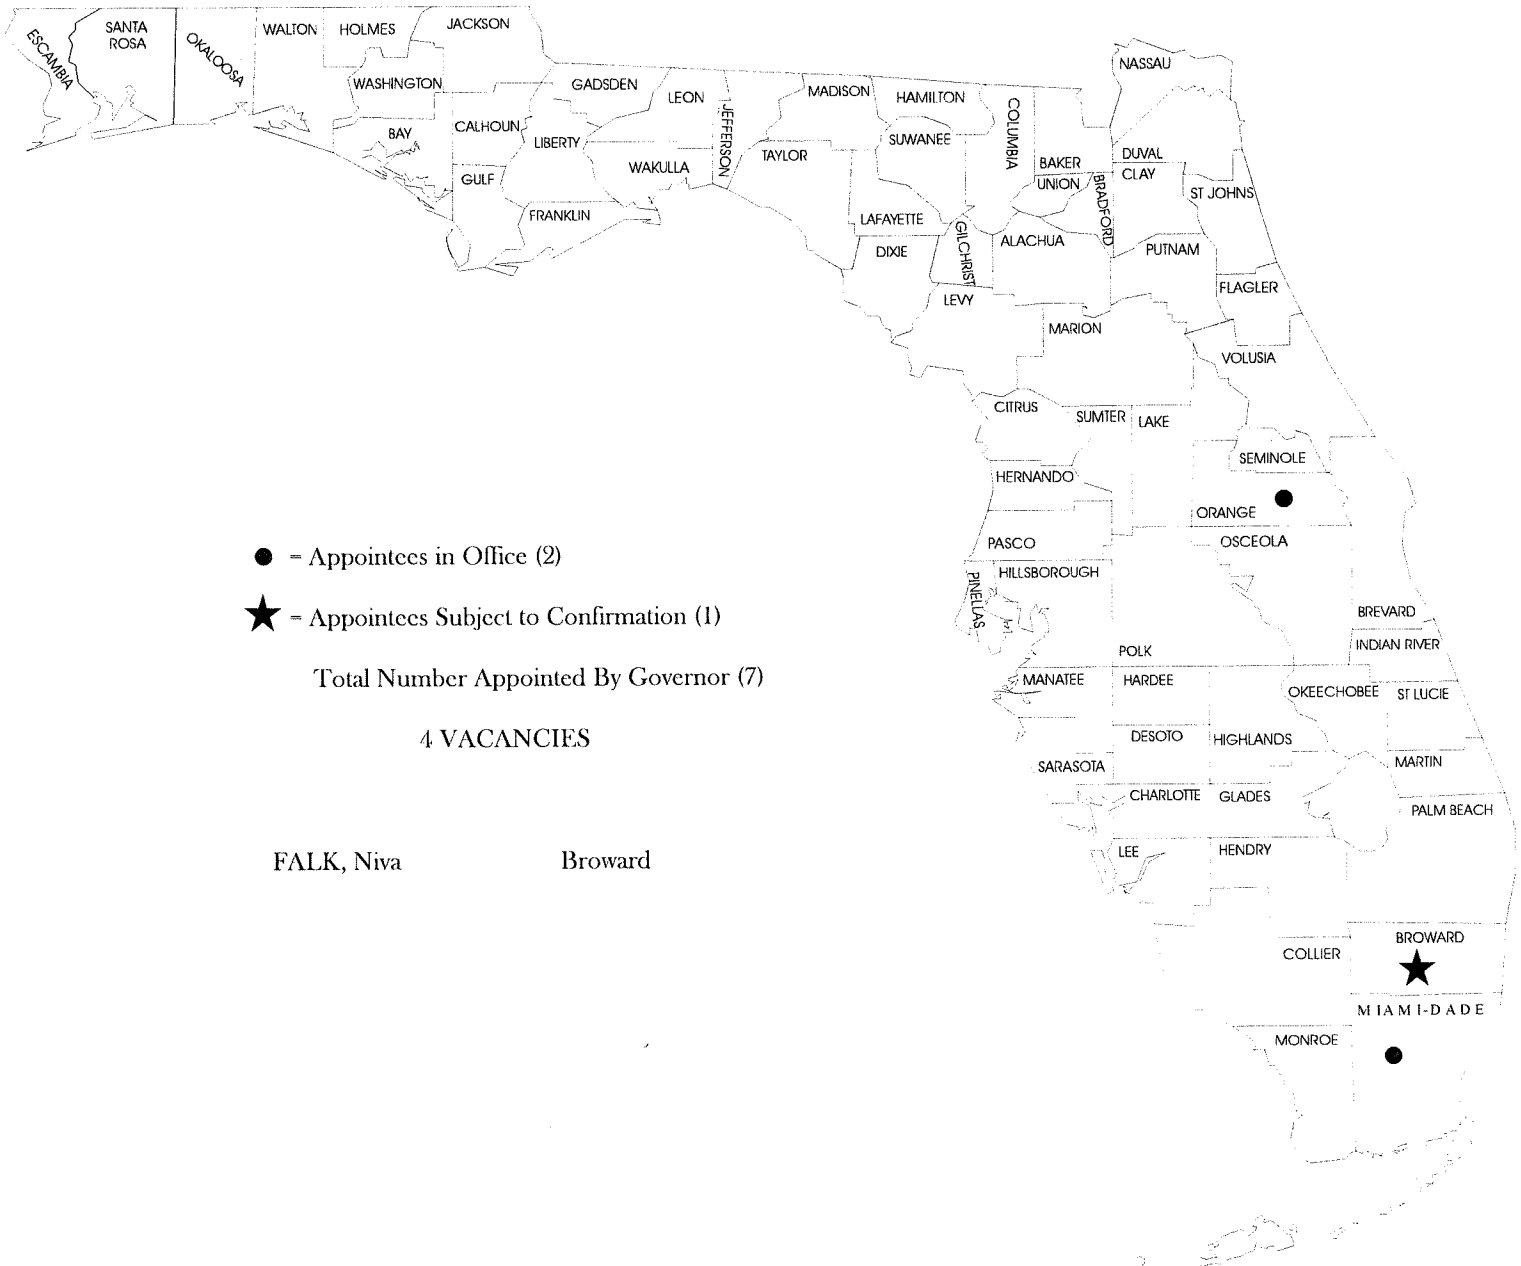 ESCAMBIA
SANTA
ROSA
OKALOOSA
WALTON
HOLMES
JACKSON
WASHINGTON
BAY
CALHOUN
GULF
GADSDEN
LIBERTY
FRANKLIN
LEON
WAKULLA
JEFFERSON
MADISON
TAYLOR
HAMILTON
SUWANEE
LAFAYETTE
DIXIE
COLUMBIA
GILCHRIST
LEVY
NASSAU
BAKER
DUVAL
UNION
BRADFORD
CLAY
ST JOHNS
ALACHUA
PUTNAM
FLAGLER
MARION
VOLUSIA
CITRUS
SUMTER
LAKE
SEMINOLE
HERNANDO
ORANGE
PASCO
OSCEOLA
PINELLAS
HILLSBOROUGH
BREVARD
INDIAN RIVER
POLK
MANATEE
HARDEE
OKEECHOBEE
ST LUCIE
DESOTO
HIGHLANDS
SARASOTA
MARTIN
CHARLOTTE
GLADES
PALM BEACH
LEE
HENDRY
BROWARD
COLLIER
MIAMI-DADE
MONROE
= Appointees in Office (2)
= Appointees Subject to Confirmation (1)
Total Number Appointed By Governor (7)
4 VACANCIES
FALK, Niva Broward